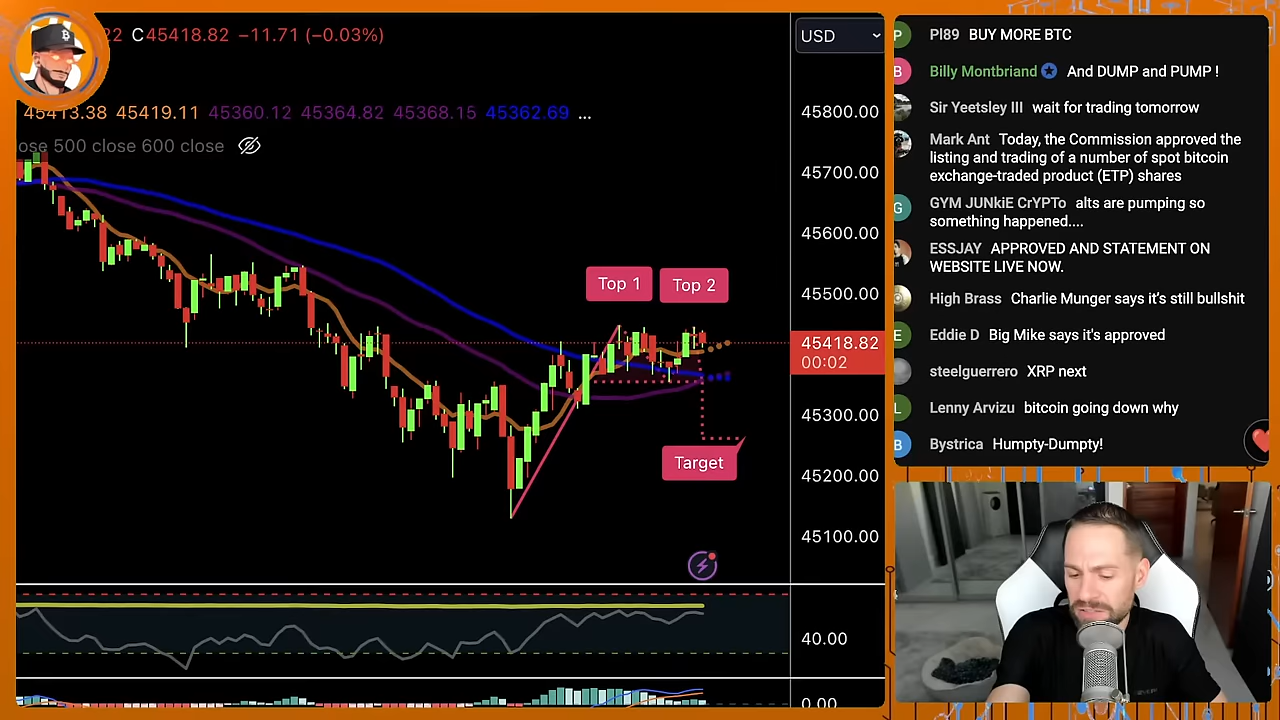 22 C45418.82 −11.71 (−0.03%)
45413.38 45419.11 45360.12 45364.82 45368.15 45362.69 ...
ose 500 close 600 close
Top 1
Top 2
Target
USD
45800.00
45700.00
45600.00
45500.00
45418.82
00:02
45300.00
45200.00
45100.00
40.00
0.00
P
Pl89 BUY MORE BTC
B
Billy Montbriand And DUMP and PUMP !
Sir Yeetsley III wait for trading tomorrow
Mark Ant Today, the Commission approved the
listing and trading of a number of spot bitcoin
exchange-traded product (ETP) shares
G
GYM JUNkiE CrYPTo alts are pumping so
something happened....
ESSJAY APPROVED AND STATEMENT ON
WEBSITE LIVE NOW.
High Brass Charlie Munger says it's still bullshit
E
Eddie D Big Mike says it's approved
steelguerrero XRP next
L
Lenny Arvizu bitcoin going down why
B
Bystrica Humpty-Dumpty!